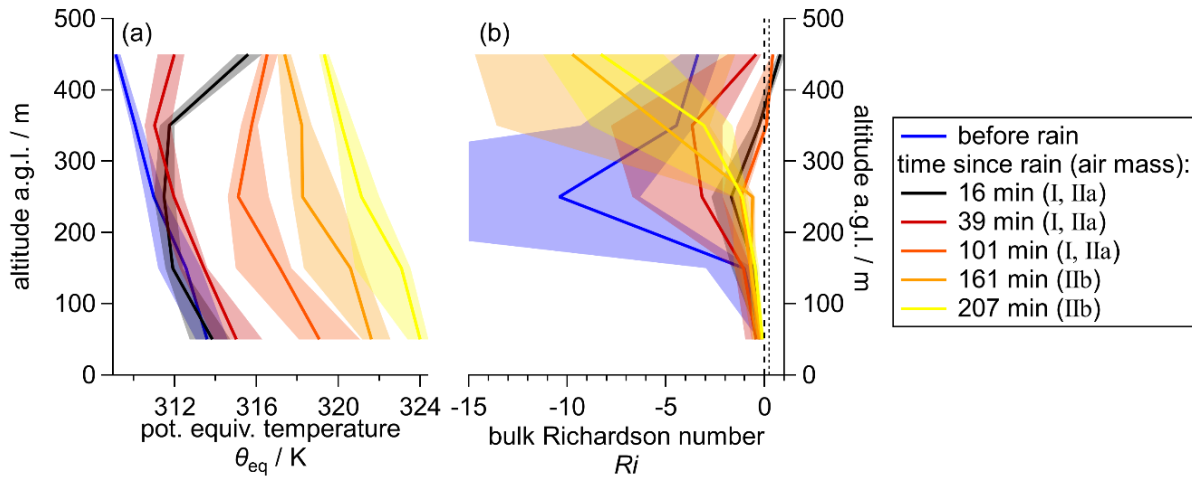 (a)
500
400
300
200
100
0
altitude a.g.l. / m
312
316
320
324
pot. equiv. temperature
θeq / K
(b)
-15
-10
-5
0
bulk Richardson number
Ri
500
400
300
200
100
0
altitude a.g.l. / m
before rain
time since rain (air mass):
16 min (I, IIa)
39 min (I, IIa)
101 min (I, IIa)
161 min (IIb)
207 min (IIb)